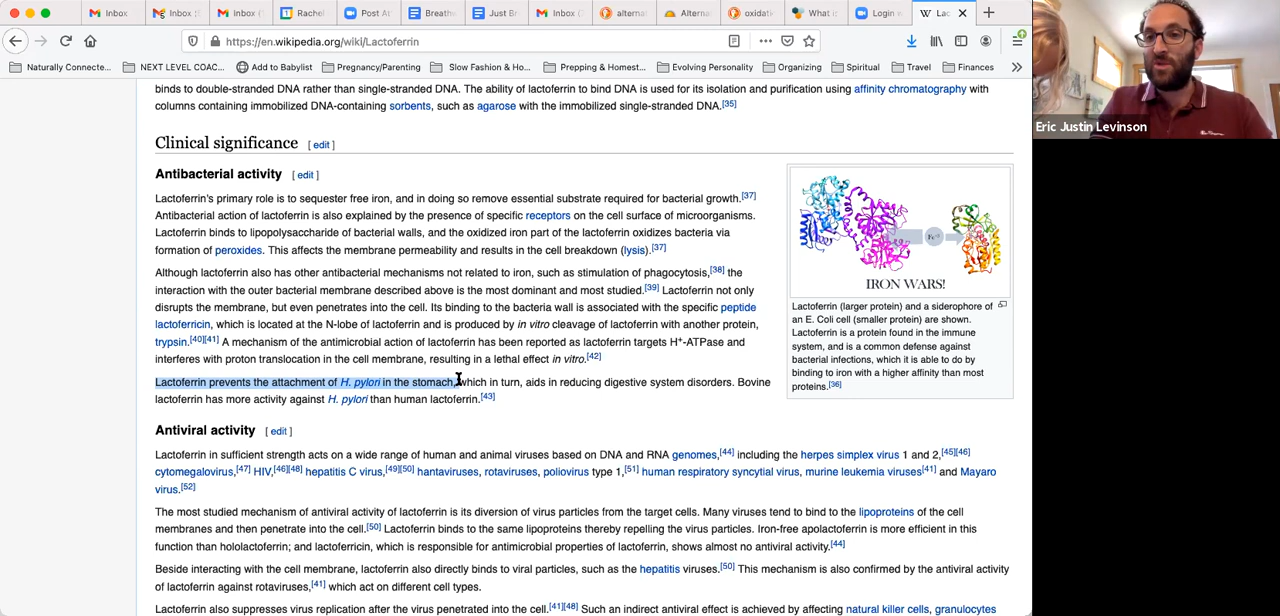 Inbox
Inbox (
Inbox (
Rachel
Post At
Breathe
Just Br
Inbox (
alterna
Alterna
oxidati
What is
Login
Lac
https://en.wikipedia.org/wiki/Lactoferrin
Naturally Connecte...
NEXT LEVEL COAC...
Add to Babylist
Pregnancy/Parenting
Style Fashion & Ho...
Prepping & Homest...
Evolving Personality
Organizing
Spiritual
Travel
Finances
Eric Justin Levinson
binds to double-stranded DNA rather than single-stranded DNA. The ability of lactoferrin to bind DNA is used for its isolation and purification using affinity chromatography with
columns containing immobilized DNA-containing sorbents, such as agarose with the immobilized single-stranded DNA.[35]
Clinical significance [ edit ]
Antibacterial activity [ edit ]
Lactoferrin's primary role is to sequester free iron, and in doing so remove essential substrate required for bacterial growth.[37]
Antibacterial action of lactoferrin is also explained by the presence of specific receptors on the cell surface of microorganisms.
Lactoferrin binds to lipopolysaccharide of bacterial walls, and the oxidized iron part of the lactoferrin oxidizes bacteria via
formation of peroxides. This affects the membrane permeability and results in the cell breakdown (lysis).[37]
Although lactoferrin also has other antibacterial mechanisms not related to iron, such as stimulation of phagocytosis,[38] the
interaction with the outer bacterial membrane described above is the most dominant and most studied.[39] Lactoferrin not only
disrupts the membrane, but even penetrates into the cell. Its binding to the bacteria wall is associated with the specific peptide
lactoferricin, which is located at the N-lobe of lactoferrin and is produced by in vitro cleavage of lactoferrin with another protein,
trypsin.[40][41] A mechanism of the antimicrobial action of lactoferrin has been reported as lactoferrin targets H+-ATPase and
interferes with proton translocation in the cell membrane, resulting in a lethal effect in vitro.[42]
Lactoferrin prevents the attachment of H. pylori in the stomach, which in turn, aids in reducing digestive system disorders. Bovine
lactoferrin has more activity against H. pylori than human lactoferrin.[43]
Fe3+
IRON WARS!
Lactoferrin (larger protein) and a siderophore of
an E. Coli cell (smaller protein) are shown.
Lactoferrin is a protein found in the immune
system, and is a common defense against
bacterial infections, which it is able to do by
binding to iron with a higher affinity than most
proteins.[36]
Antiviral activity [ edit ]
Lactoferrin in sufficient strength acts on a wide range of human and animal viruses based on DNA and RNA genomes,[44] including the herpes simplex virus 1 and 2,[45][46]
cytomegalovirus,[47] HIV,[46][48] hepatitis C virus,[49][50] hantaviruses, rotaviruses, poliovirus type 1,[51] human respiratory syncytial virus, murine leukemia viruses[41] and Mayaro
virus.[52]
The most studied mechanism of antiviral activity of lactoferrin is its diversion of virus particles from the target cells. Many viruses tend to bind to the lipoproteins of the cell
membranes and then penetrate into the cell.[50] Lactoferrin binds to the same lipoproteins thereby repelling the virus particles. Iron-free apolactoferrin is more efficient in this
function than hololactoferrin; and lactoferricin, which is responsible for antimicrobial properties of lactoferrin, shows almost no antiviral activity.[44]
Beside interacting with the cell membrane, lactoferrin also directly binds to viral particles, such as the hepatitis viruses.[50] This mechanism is also confirmed by the antiviral activity
of lactoferrin against rotaviruses,[41] which act on different cell types.
Lactoferrin also suppresses virus replication after the virus penetrated into the cell.[41][48] Such an indirect antiviral effect is achieved by affecting natural killer cells, granulocytes